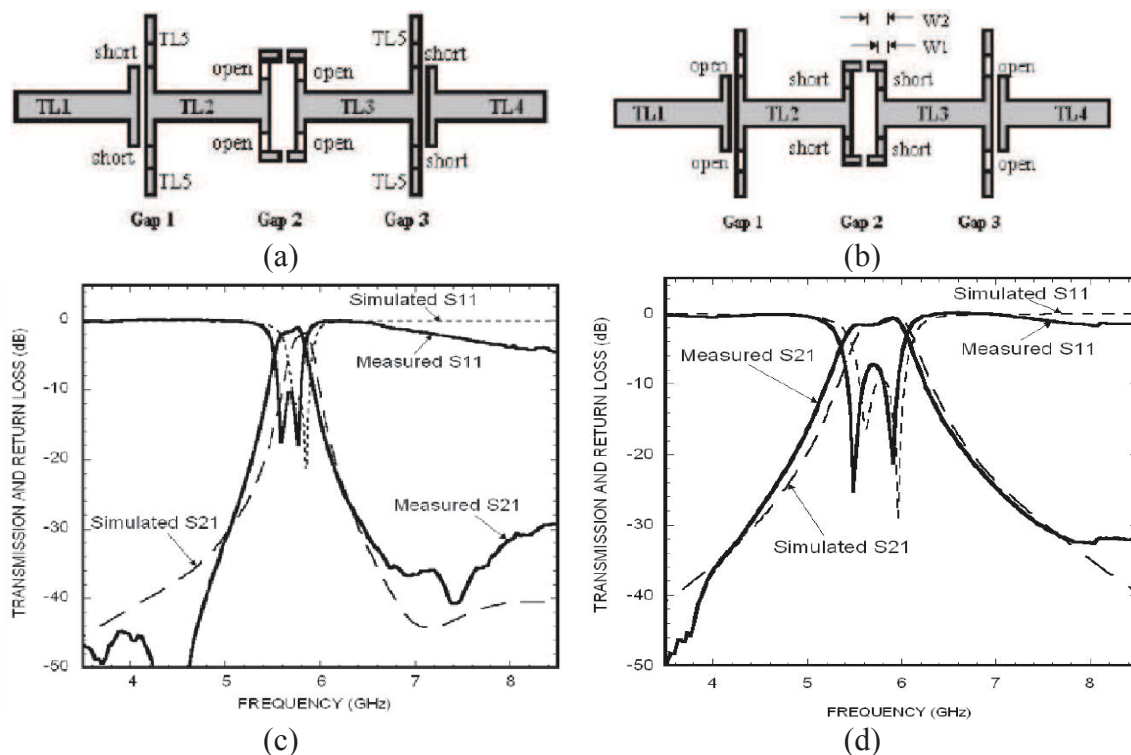 TL5
TL5
short
short
open
open
TL1
TL2
TL3
TL4
open
open
short
short
TL5
TL5
Gap 1
Gap 2
Gap 3
(a)
W2
W1
open
short
short
open
TL1
TL2
TL3
TL4
short
short
open
open
Gap 1
Gap 2
Gap 3
(b)
TRANSMISSION AND RETURN LOSS (dB)
0
-10
-20
-30
-40
-50
Simulated S11
Measured S11
Simulated S21
Measured S21
4
5
6
7
8
FREQUENCY (GHz)
(c)
TRANSMISSION AND RETURN LOSS (dB)
0
-10
-20
-30
-40
-50
Simulated S11
Measured S21
Measured S11
Simulated S21
4
5
6
7
8
FREQUENCY (GHz)
(d)